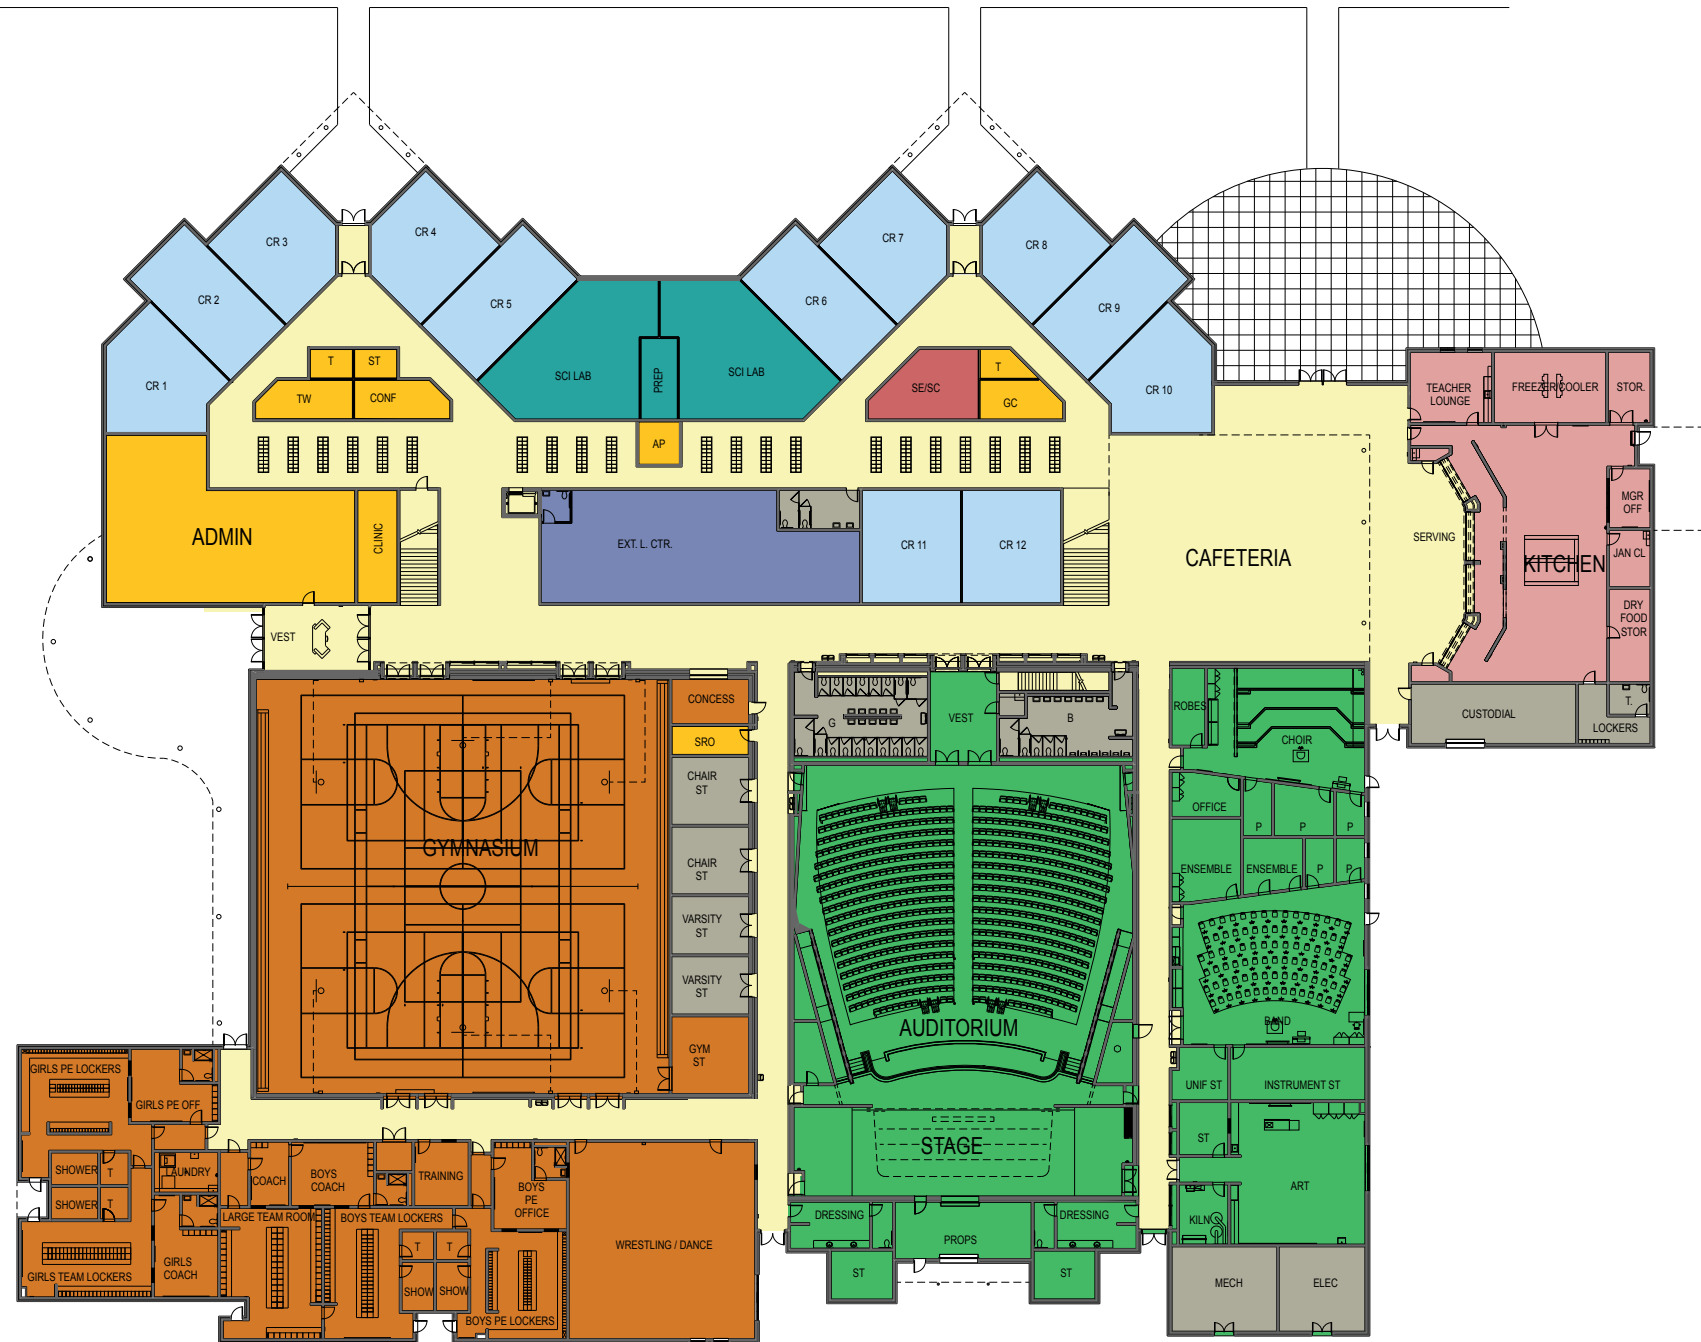 CR 3
CR 4
CR 7
CR 8
CR 2
CR 5
CR 6
CR 9
CR 1
T
ST
TW
CONF
SCI LAB
PREP
SCI LAB
SE/SC
T
GC
CR 10
TEACHER
LOUNGE
FREEZER/COOLER
STOR.
AP
ADMIN
CLINIC
EXT. L. CTR.
CR 11
CR 12
CAFETERIA
SERVING
KITCHEN
MGR
OFF
JAN CL
DRY
FOOD
STOR
VEST
CONCESS
SRO
G
VEST
B
ROBES
CHOIR
CUSTODIAL
T.
LOCKERS
CHAIR
ST
OFFICE
P
P
P
GYMNASIUM
CHAIR
ST
ENSEMBLE
ENSEMBLE
P
P
VARSITY
ST
VARSITY
ST
AUDITORIUM
BAND
GYM
ST
GIRLS PE LOCKERS
GIRLS PE OFF
UNIF ST
INSTRUMENT ST
STAGE
ST
SHOWER
T
LAUNDRY
COACH
BOYS
COACH
TRAINING
BOYS
PE
OFFICE
ART
SHOWER
T
LARGE TEAM ROOM
BOYS TEAM LOCKERS
DRESSING
PROPS
DRESSING
KILN
GIRLS TEAM LOCKERS
GIRLS
COACH
T
T
WRESTLING / DANCE
ST
ST
SHOW
SHOW
BOYS PE LOCKERS
MECH
ELEC